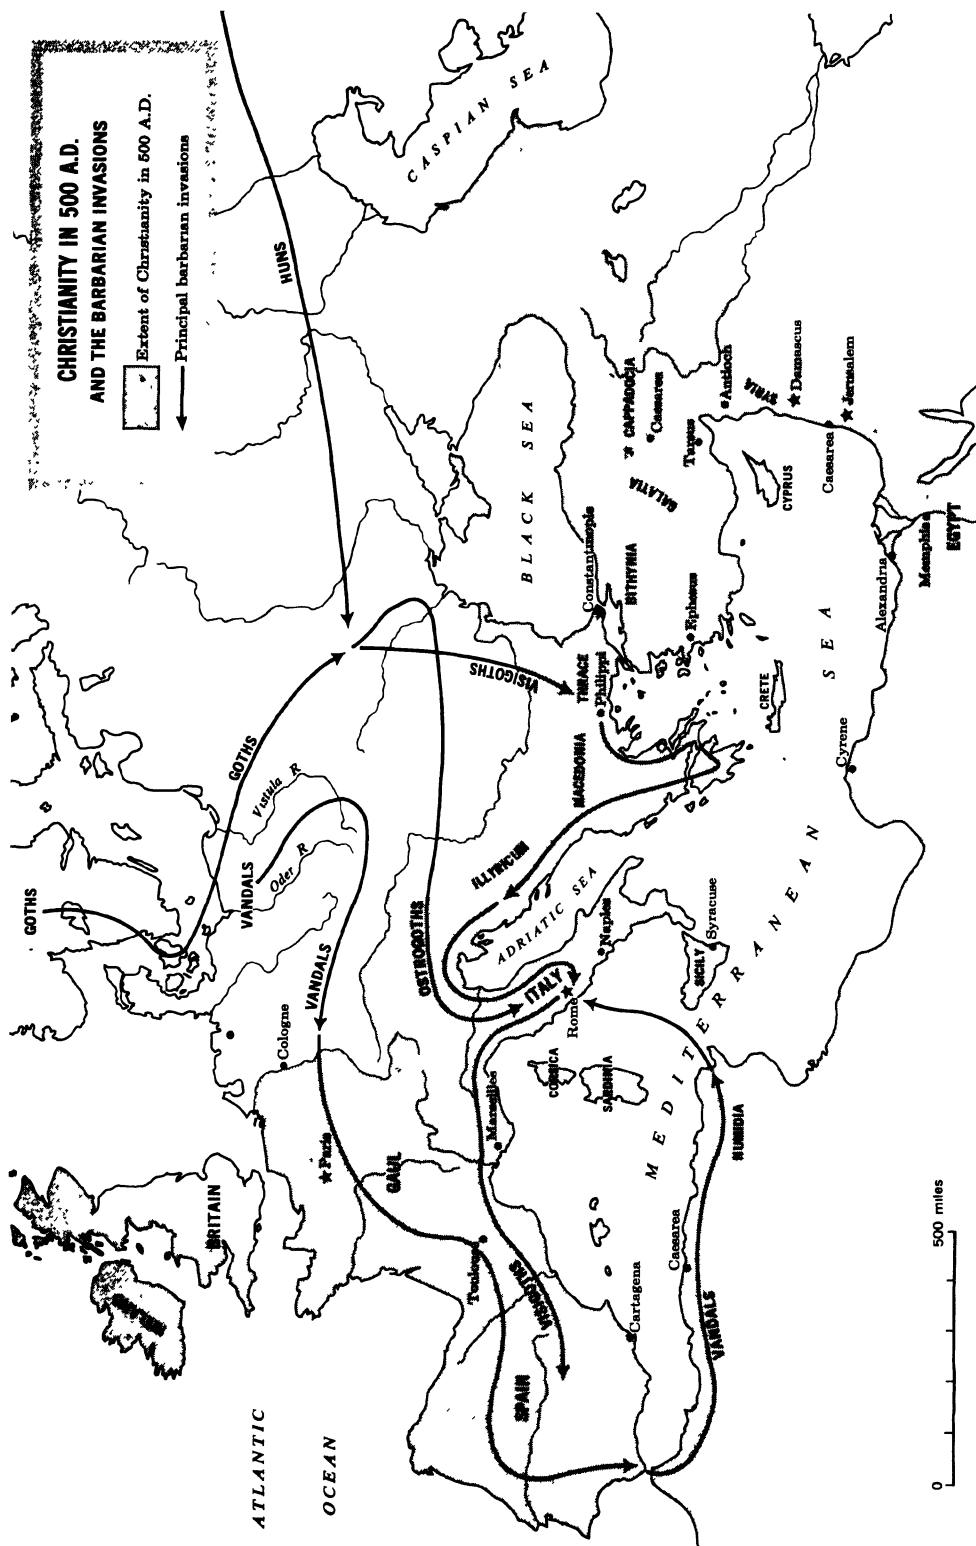 CHRISTIANITY IN 500 A.D.
AND THE BARBARIAN INVASIONS
Extent of Christianity in 500 A.D.
Principal barbarian invasions
GOTHS
HUNS
BRITAIN
ATLANTIC
OCEAN
VANDALS
GOTHS
Vistula R
Oder R
Cologne
VANDALS
Paris
GAUL
CASPIAN SEA
BLACK SEA
VISIGOTHS
OSTROGOTHS
ILLYRICUM
MACEDONIA
THRACE
Philippi
Constantinople
BITHYNIA
GALATIA
CAPPADOCIA
Caesarea
Tarsus
Antioch
SYRIA
Damascus
Jerusalem
Caesarea
CYPRUS
Ephesus
CRETE
ADRIATIC SEA
ITALY
Rome
Naples
SICILY
Syracuse
CORSICA
SARDINIA
Marseilles
Toulouse
VISIGOTHS
SPAIN
Cartagena
Caesarea
VANDALS
NUMIDIA
MEDITERRANEAN SEA
Cyrene
Alexandria
Memphis
EGYPT
0 500 miles